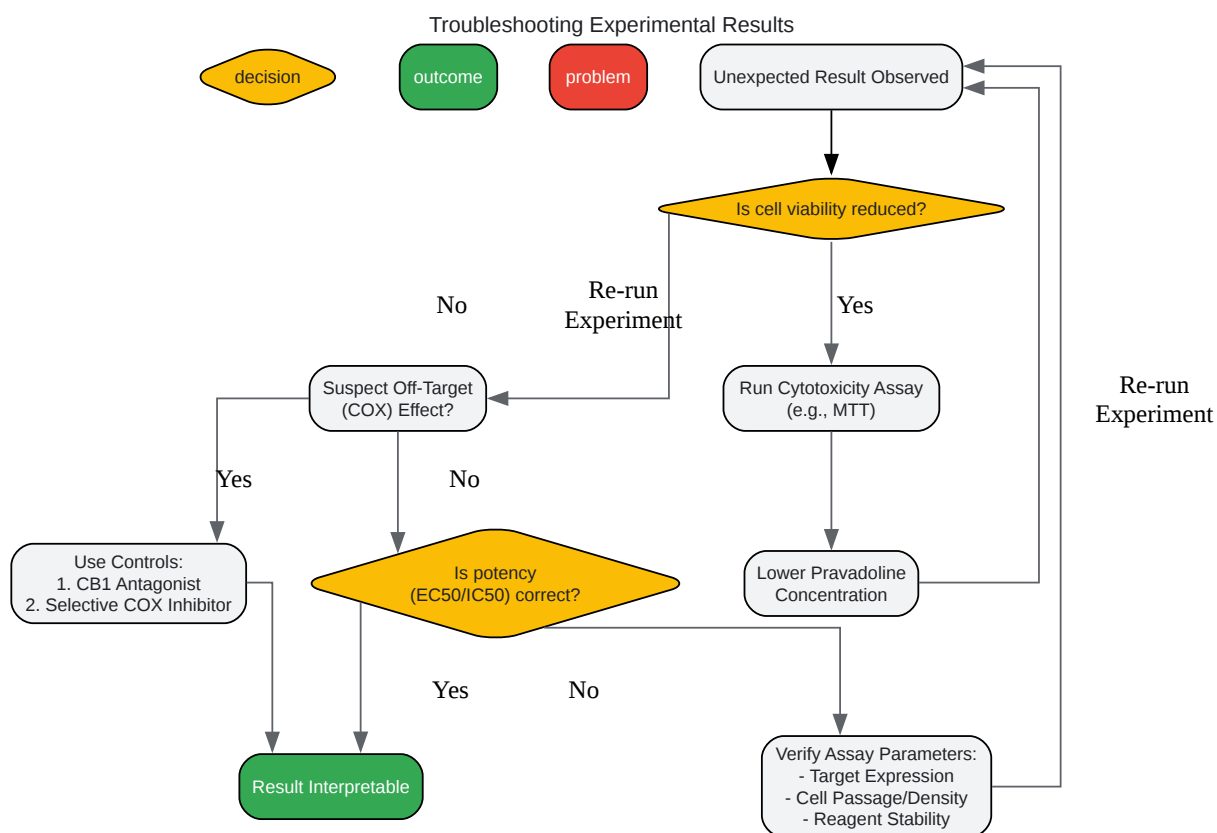 Troubleshooting Experimental Results
decision
outcome
problem
Unexpected Result Observed
Is cell viability reduced?
No
Re-run
Experiment
Yes
Suspect Off-Target
(COX) Effect?
Run Cytotoxicity Assay
(e.g., MTT)
Re-run
Experiment
Yes
No
Use Controls:
1. CB1 Antagonist
2. Selective COX Inhibitor
Is potency
(EC50/IC50) correct?
Lower Pravadoline
Concentration
Yes
No
Result Interpretable
Verify Assay Parameters:
- Target Expression
- Cell Passage/Density
- Reagent Stability